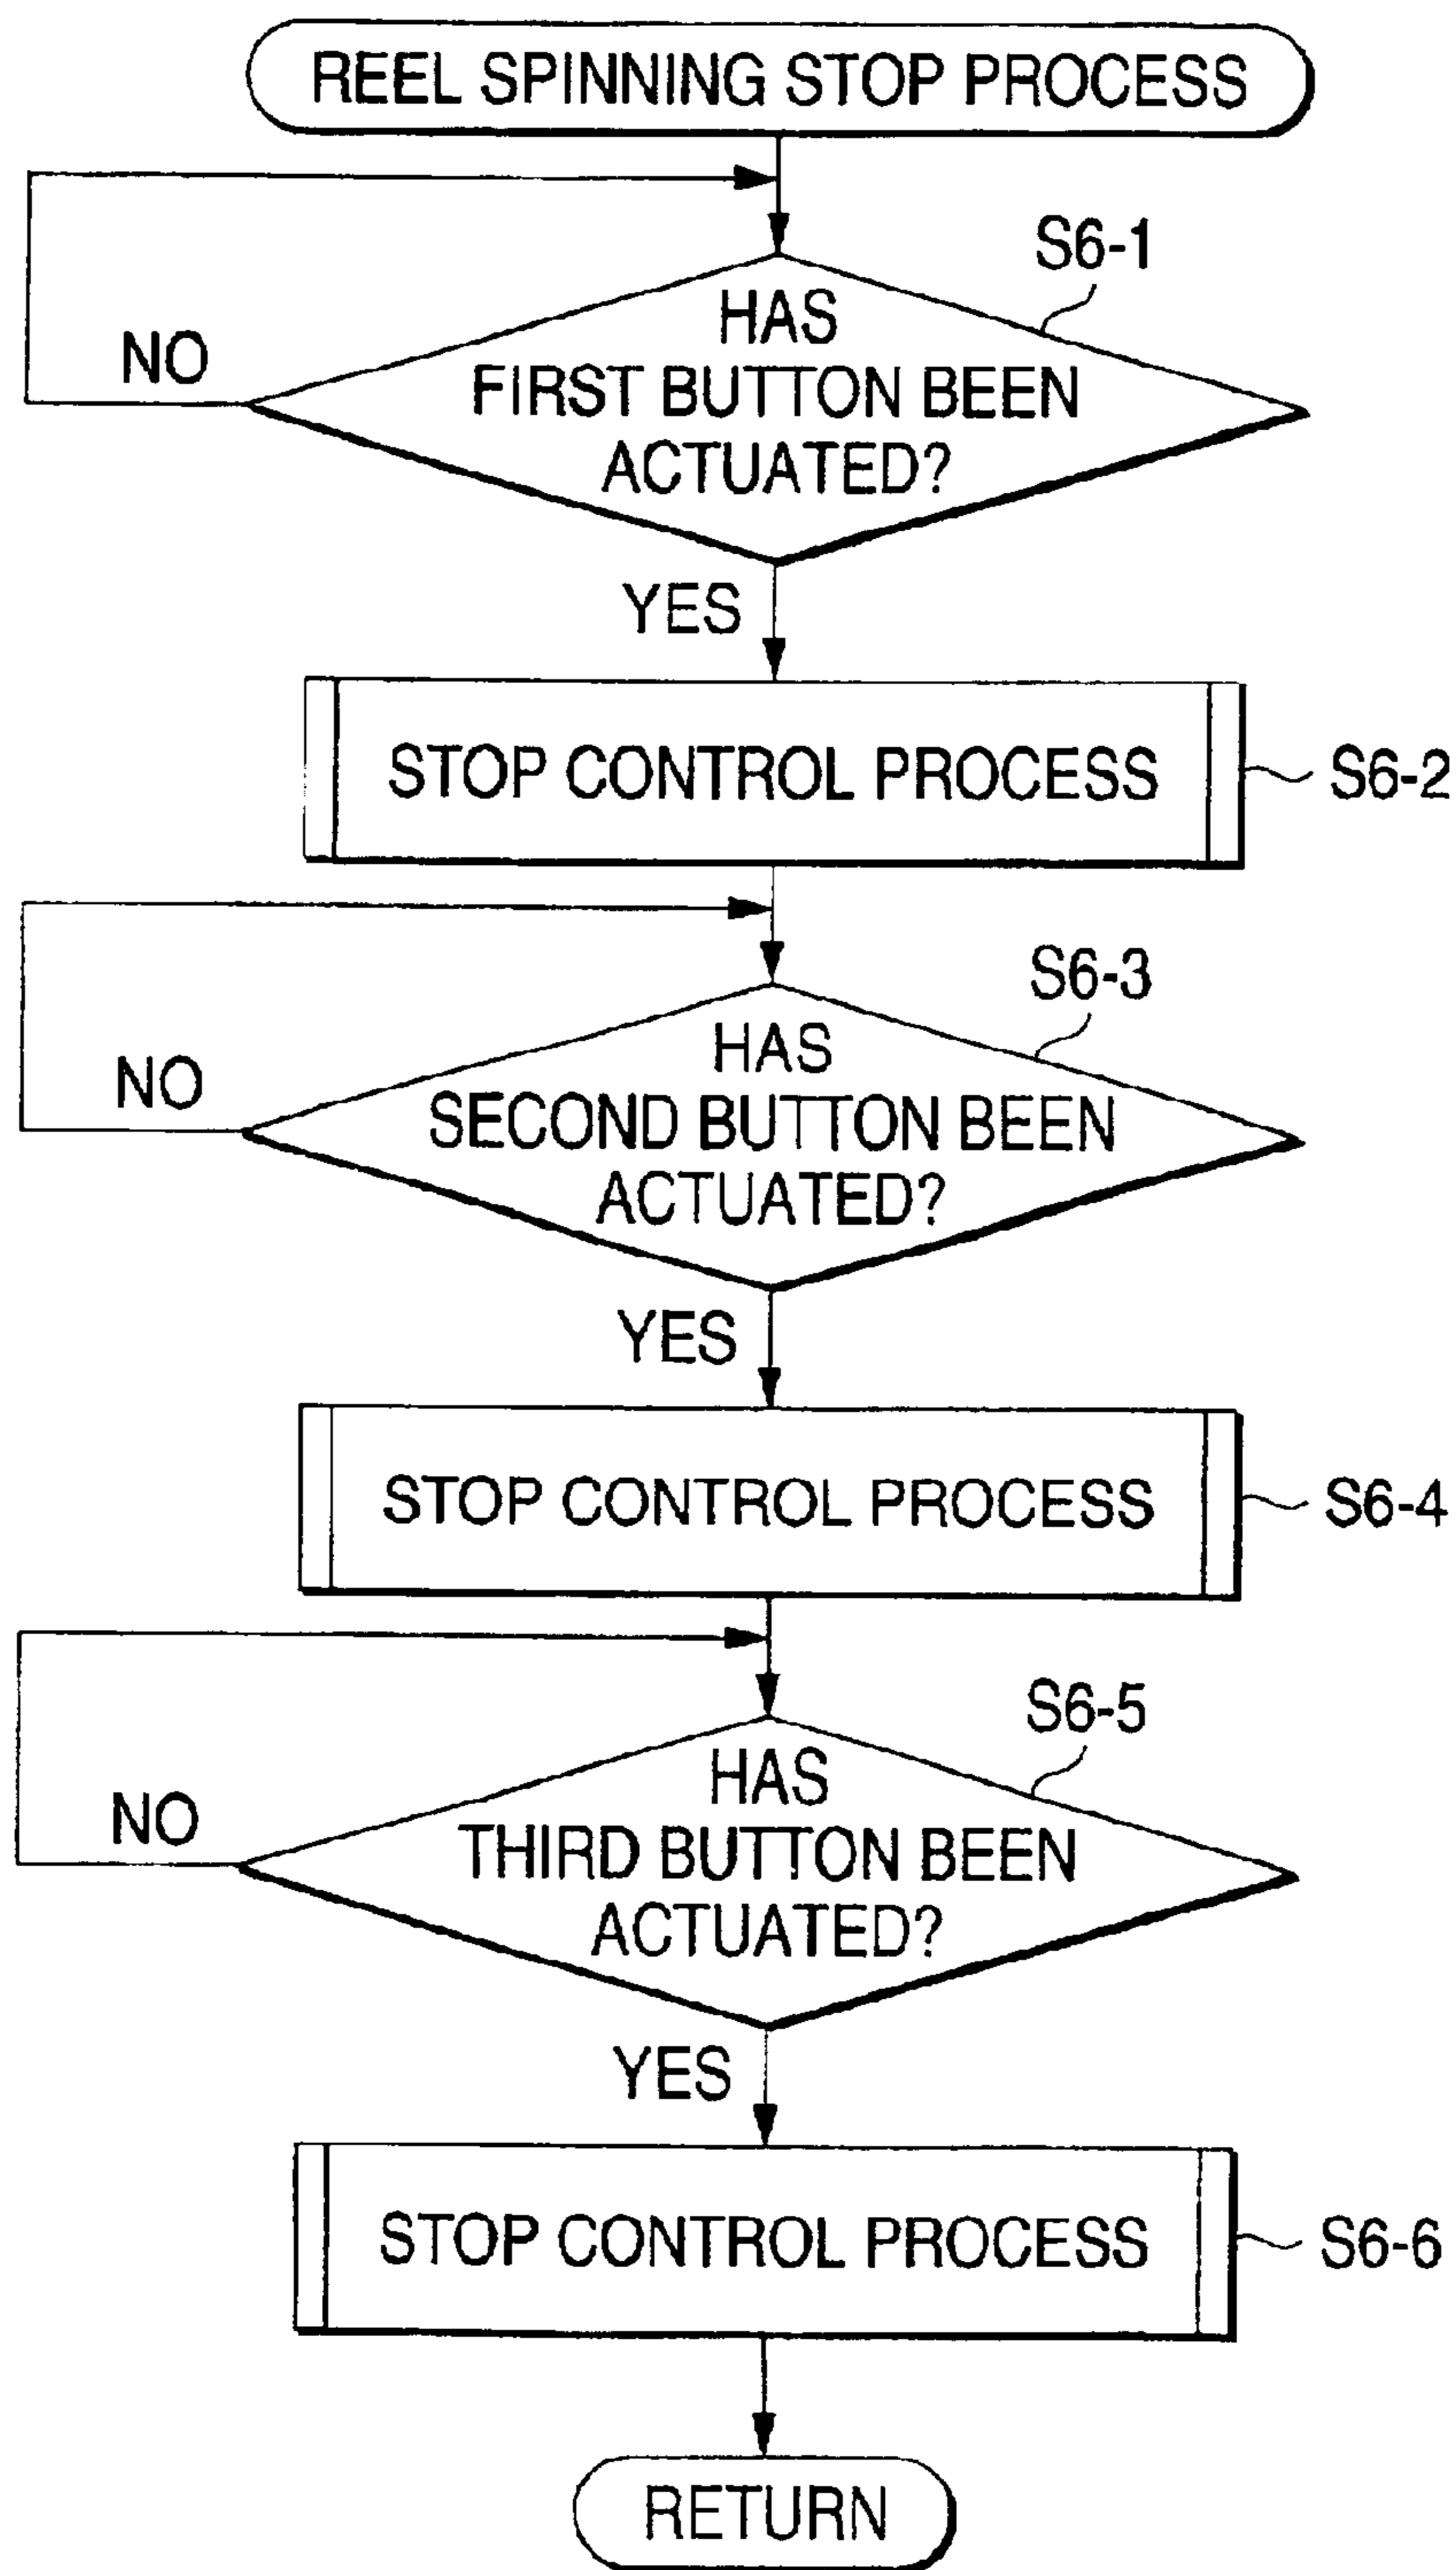 REEL SPINNING STOP PROCESS
S6-1
HAS
NO
FIRST BUTTON BEEN
ACTUATED?
YES
STOP CONTROL PROCESS
S6-2
S6-3
HAS
NO
SECOND BUTTON BEEN
ACTUATED?
YES
STOP CONTROL PROCESS
S6-4
S6-5
HAS
NO
THIRD BUTTON BEEN
ACTUATED?
YES
STOP CONTROL PROCESS
S6-6
RETURN